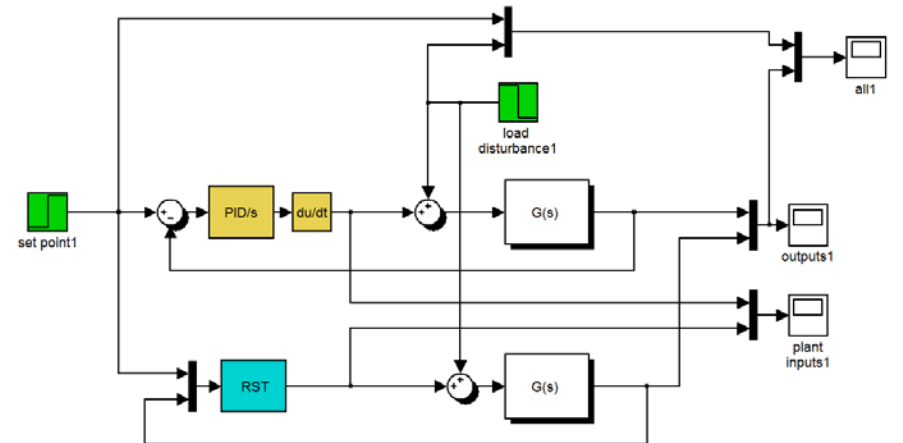 all1
load
disturbance1
PID/s
du/dt
G(s)
set point1
outputs1
plant
inputs1
RST
G(s)